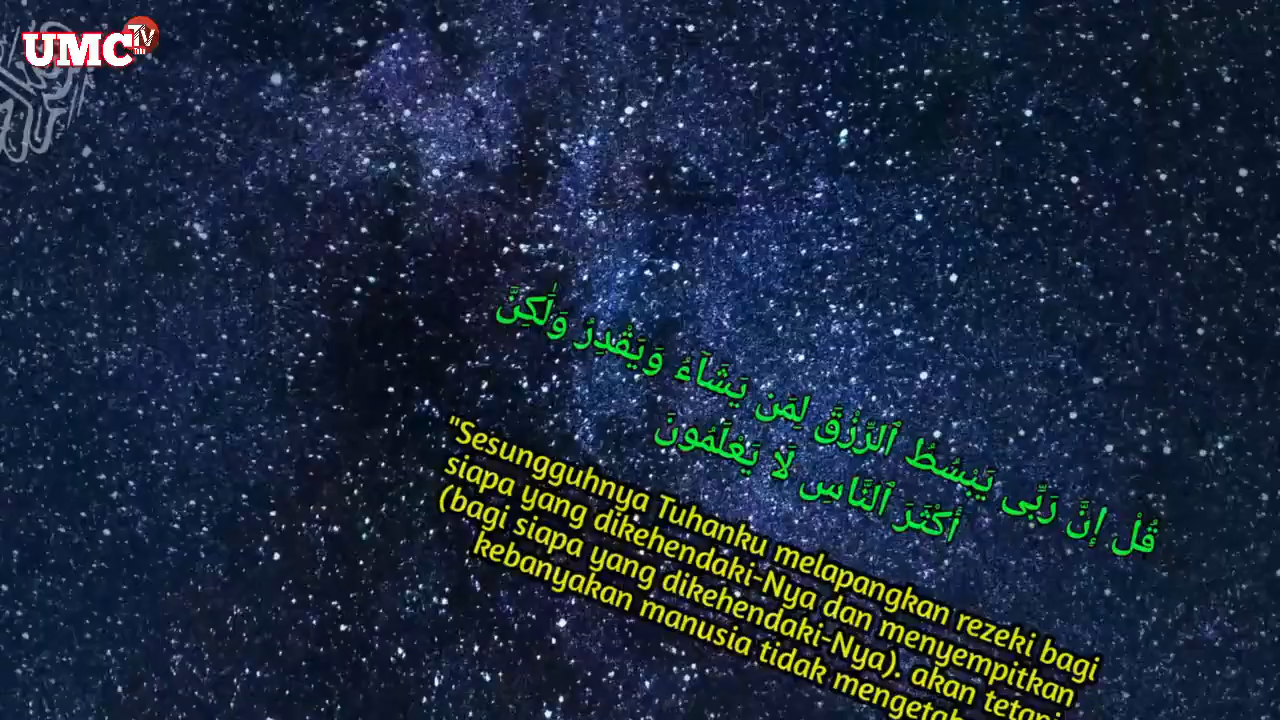 UMC TV
قُلْ إِنَّ رَبِّى يَبْسُطُ ٱلرِّزْقَ لِمَن يَشَآءُ وَيَقْدِرُ وَلَٰكِنَّ
أَكْثَرَ ٱلنَّاسِ لَا يَعْلَمُونَ
"Sesungguhnya Tuhanku melapangkan rezeki bagi
siapa yang dikehendaki-Nya dan menyempitkan
(bagi siapa yang dikehendaki-Nya). akan tetapi
kebanyakan manusia tidak